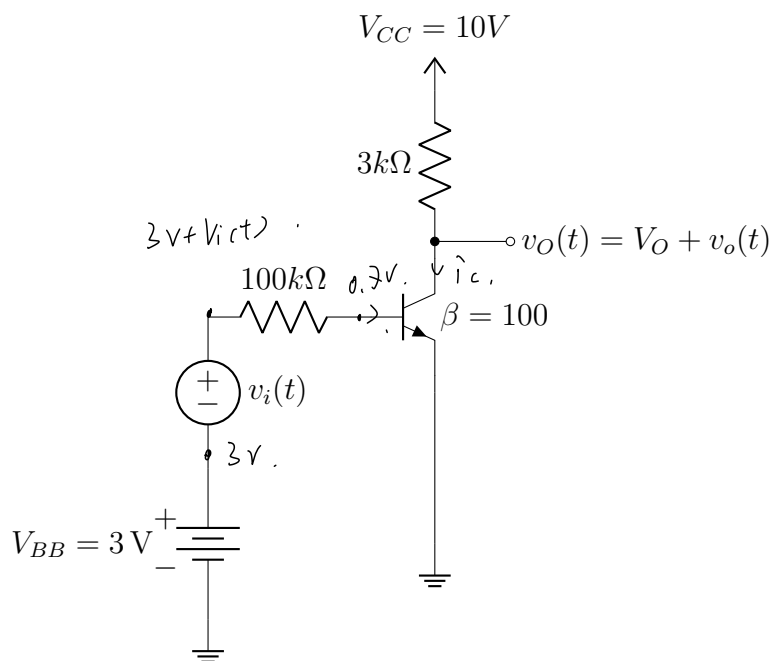 V_CC = 10V
3kΩ
3V+Vi(t) .
v_O(t) = V_O + v_o(t)
100kΩ
0.7V.
ic.
β = 100
+
−
v_i(t)
3V.
V_BB = 3 V
+
−